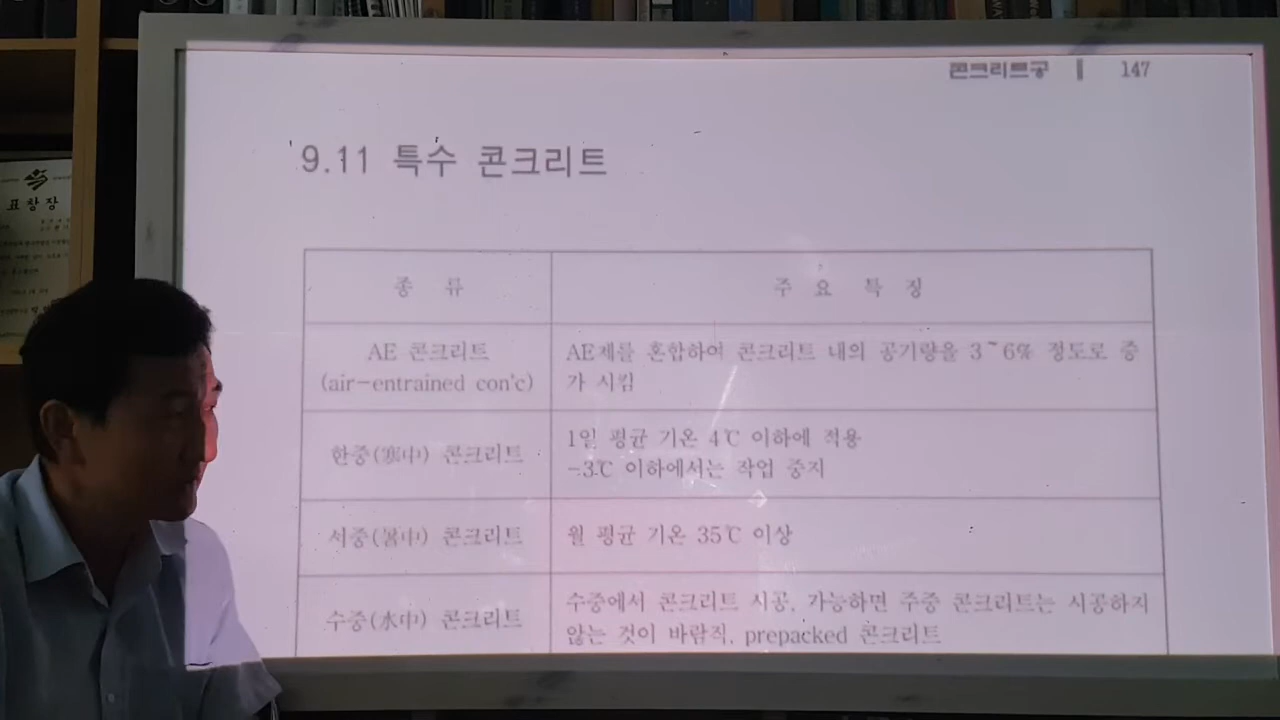 콘크리트공 ‖ 147
9.11 특수 콘크리트
종 류
주 요 특 징
AE 콘크리트
(air-entrained con'c)
AE제를 혼합하여 콘크리트 내의 공기량을 3~6% 정도로 증
가 시킴
한중(寒中) 콘크리트
1일 평균 기온 4℃ 이하에 적용
-3℃ 이하에서는 작업 중지
서중(暑中) 콘크리트
월 평균 기온 35℃ 이상
수중(水中) 콘크리트
수중에서 콘크리트 시공. 가능하면 주중 콘크리트는 시공하지
않는 것이 바람직. prepacked 콘크리트
표창장